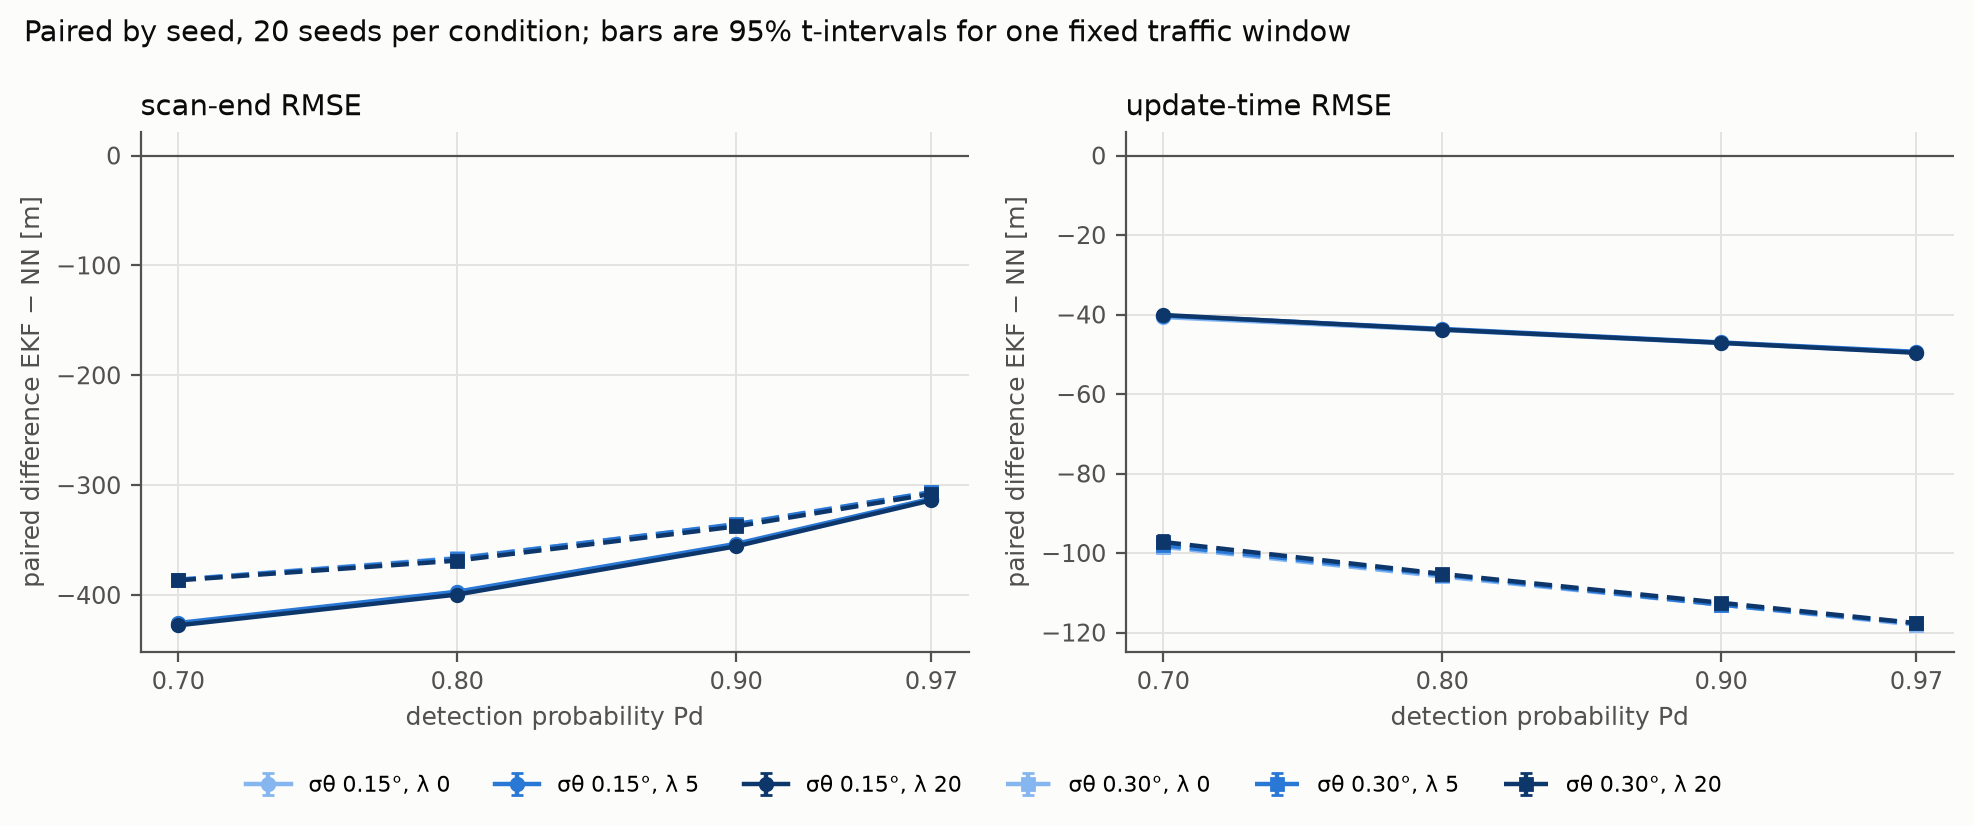 Paired by seed, 20 seeds per condition; bars are 95% t-intervals for one fixed traffic window
scan-end RMSE
paired difference EKF − NN [m]
0
−100
−200
−300
−400
0.70
0.80
0.90
0.97
detection probability Pd
update-time RMSE
paired difference EKF − NN [m]
0
−20
−40
−60
−80
−100
−120
0.70
0.80
0.90
0.97
detection probability Pd
σθ 0.15°, λ 0
σθ 0.15°, λ 5
σθ 0.15°, λ 20
σθ 0.30°, λ 0
σθ 0.30°, λ 5
σθ 0.30°, λ 20